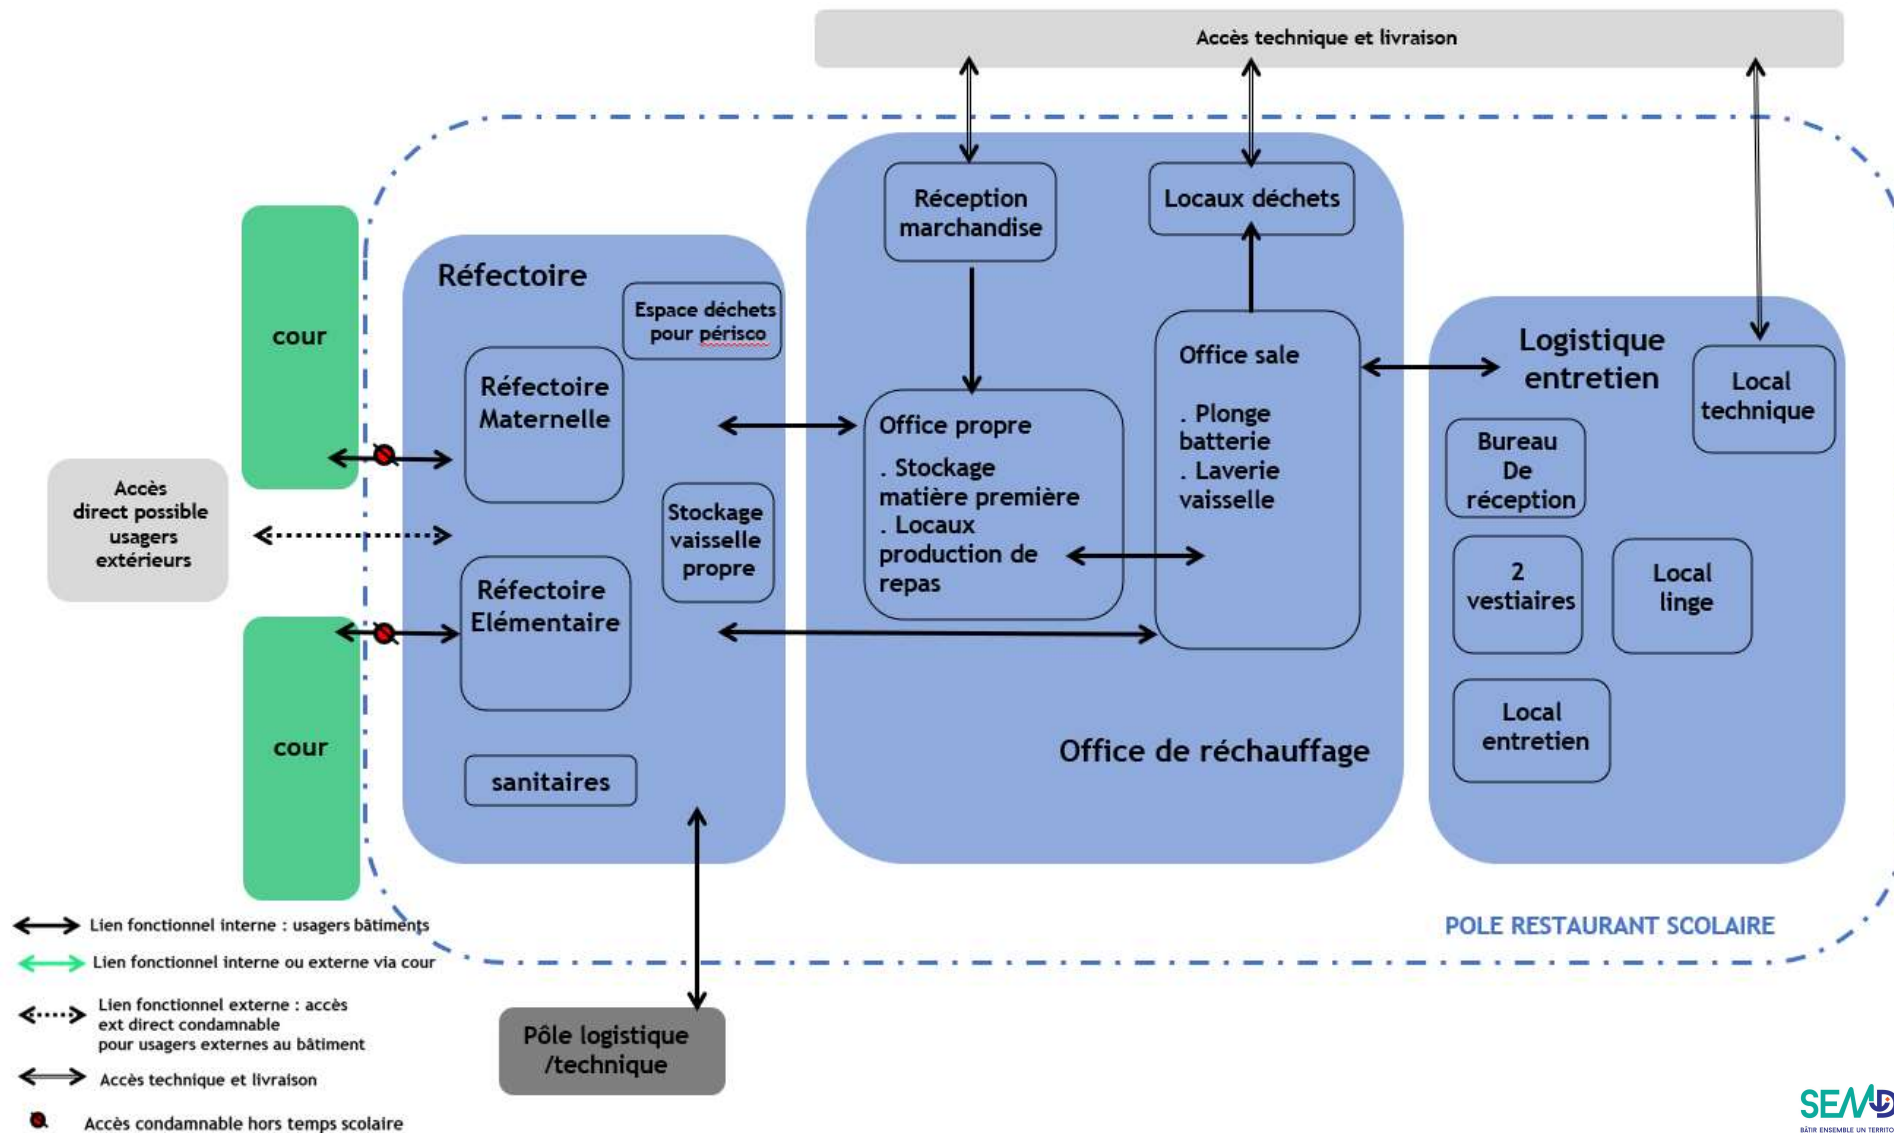 Accès technique et livraison
Réception
marchandise
Locaux déchets
cour
Réfectoire
Espace déchets
pour périsco
Réfectoire
Maternelle
Accès
direct possible
usagers
extérieurs
Stockage
vaisselle
propre
Réfectoire
Elémentaire
cour
sanitaires
Office propre
. Stockage
matière première
. Locaux
production de
repas
Office sale
. Plonge
batterie
. Laverie
vaisselle
Office de réchauffage
Logistique
entretien
Local
technique
Bureau
De
réception
2
vestiaires
Local
linge
Local
entretien
POLE RESTAURANT SCOLAIRE
Pôle logistique
/technique
Lien fonctionnel interne : usagers bâtiments
Lien fonctionnel interne ou externe via cour
Lien fonctionnel externe : accès
ext direct condamnable
pour usagers externes au bâtiment
Accès technique et livraison
Accès condamnable hors temps scolaire
SEMD
BÂTIR ENSEMBLE UN TERRITO